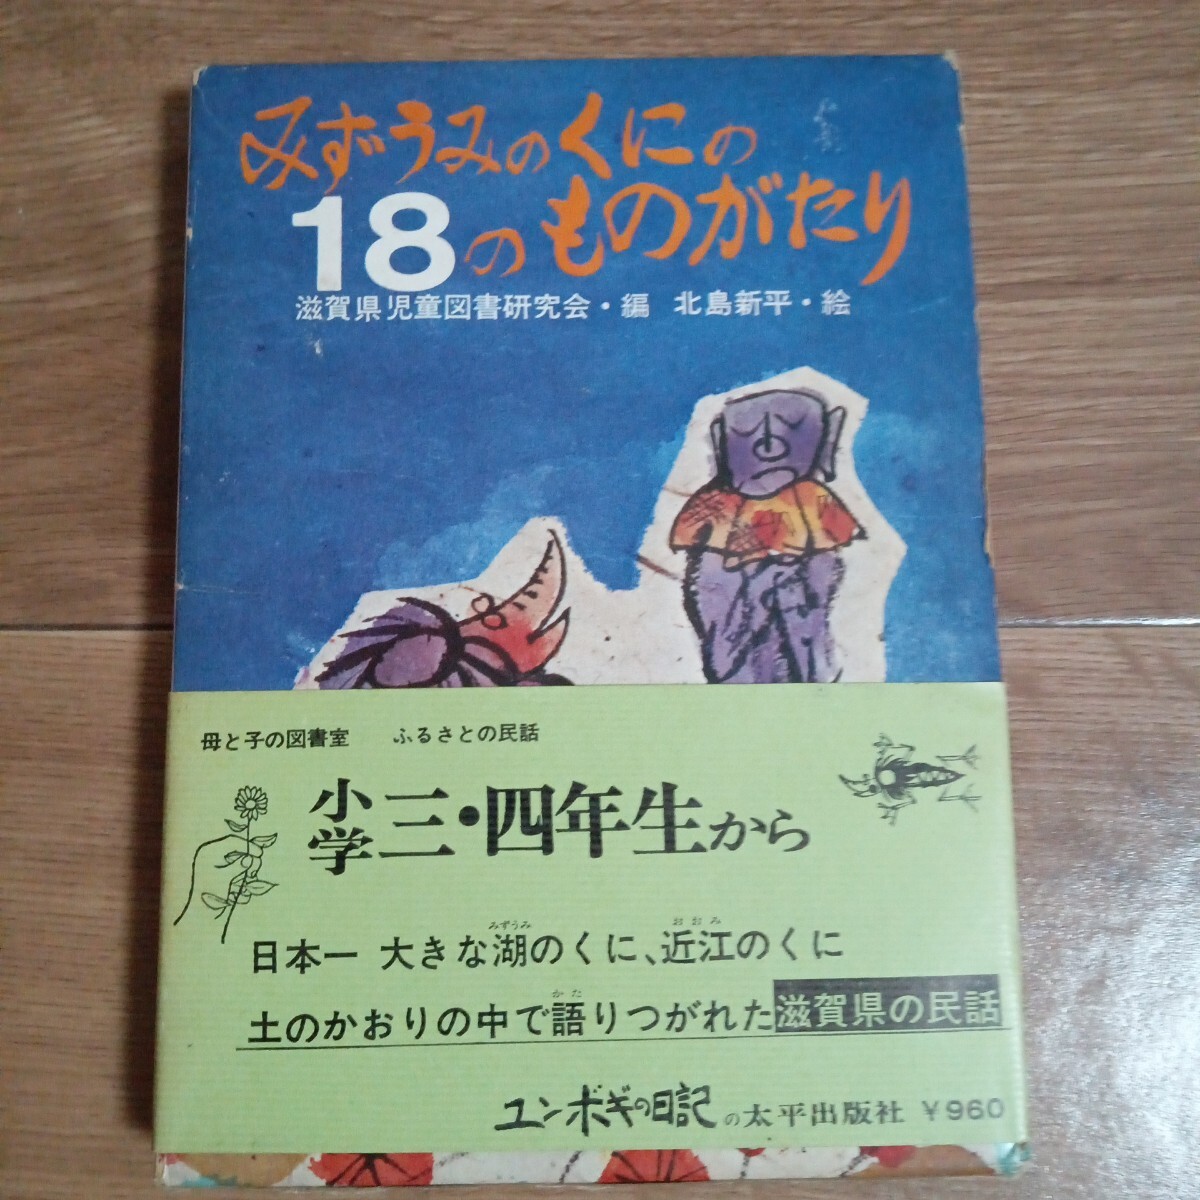 みずうみのくにの
18のものがたり
滋賀県児童図書研究会・編 北島新平・絵
母と子の図書室 ふるさとの民話
小学三・四年生から
みずうみ おおみ
日本一 大きな湖のくに、近江のくに
かた
土のかおりの中で語りつがれた滋賀県の民話
ユンボギの日記の太平出版社 ¥960